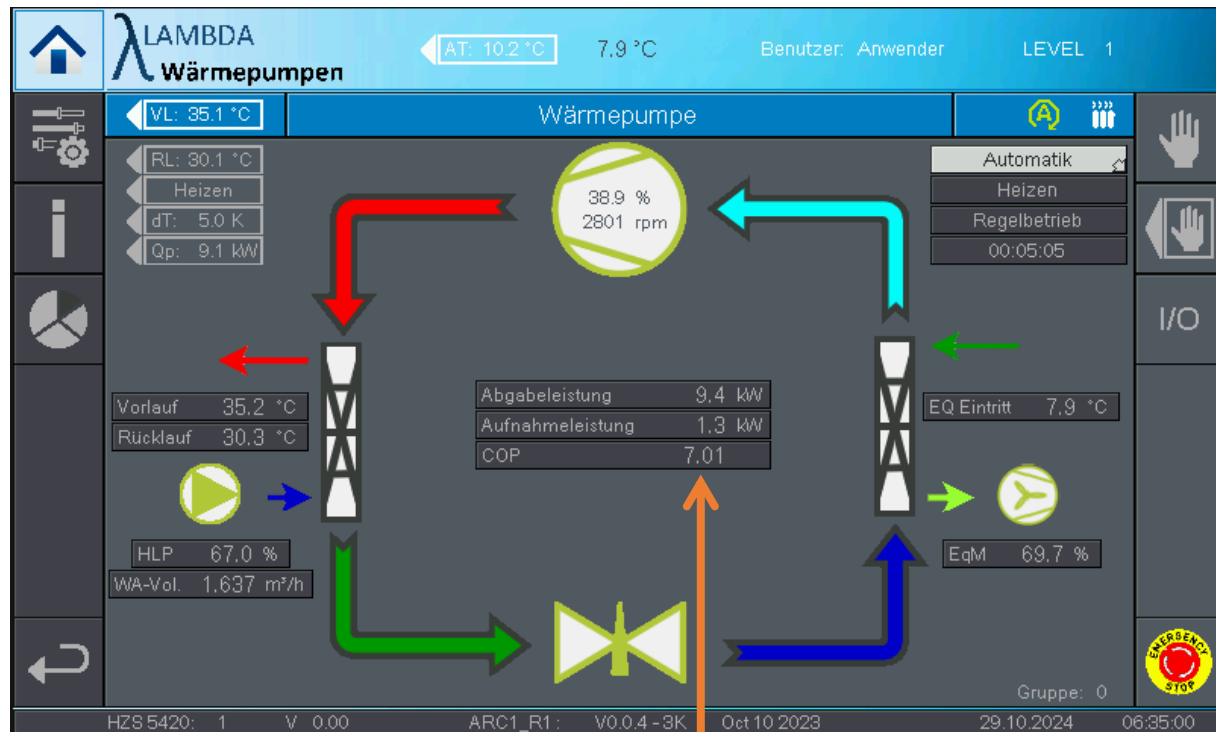 LAMBDA
Wärmepumpen
AT: 10.2 °C 7.9 °C Benutzer: Anwender LEVEL 1
VL: 35.1 °C Wärmepumpe A
RL: 30.1 °C
Heizen
dT: 5.0 K
Qp: 9.1 kW
38.9 %
2801 rpm
Automatik
Heizen
Regelbetrieb
00:05:05
I/O
Vorlauf 35.2 °C
Rücklauf 30.3 °C
Abgabeleistung 9.4 kW
Aufnahmeleistung 1.3 kW
COP 7.01
EQ Eintritt 7.9 °C
HLP 67.0 %
WA-Vol. 1.637 m³/h
EqM 69.7 %
EMERGENCY
STOP
Gruppe: 0
HZS 5420: 1 V 0.00 ARC1_R1 : V0.0.4 - 3K Oct 10 2023 29.10.2024 06:35:00